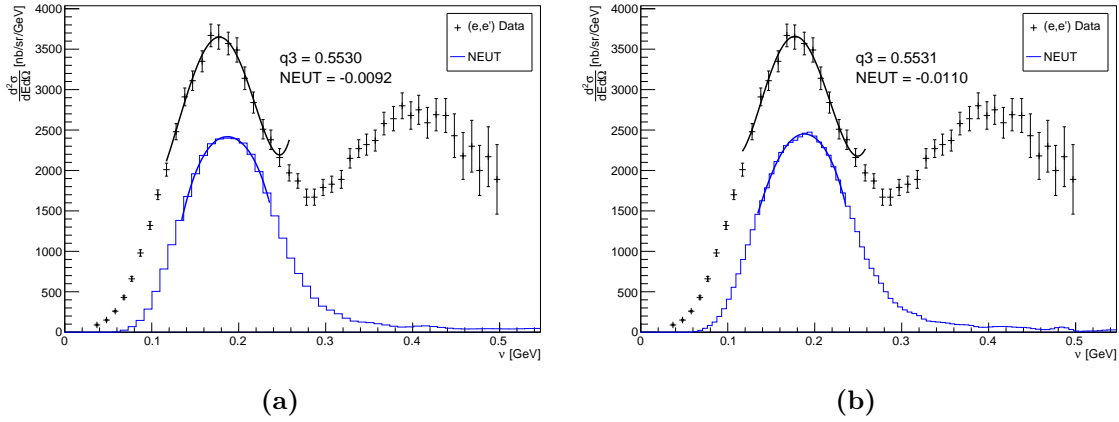 d²σ/dEdΩ [nb/sr/GeV]
4000
3500
3000
2500
2000
1500
1000
500
0
0 0.1 0.2 0.3 0.4 0.5
ν [GeV]
(e,e') Data
NEUT
q3 = 0.5530
NEUT = -0.0092
(a)
d²σ/dEdΩ [nb/sr/GeV]
4000
3500
3000
2500
2000
1500
1000
500
0
0 0.1 0.2 0.3 0.4 0.5
ν [GeV]
(e,e') Data
NEUT
q3 = 0.5531
NEUT = -0.0110
(b)